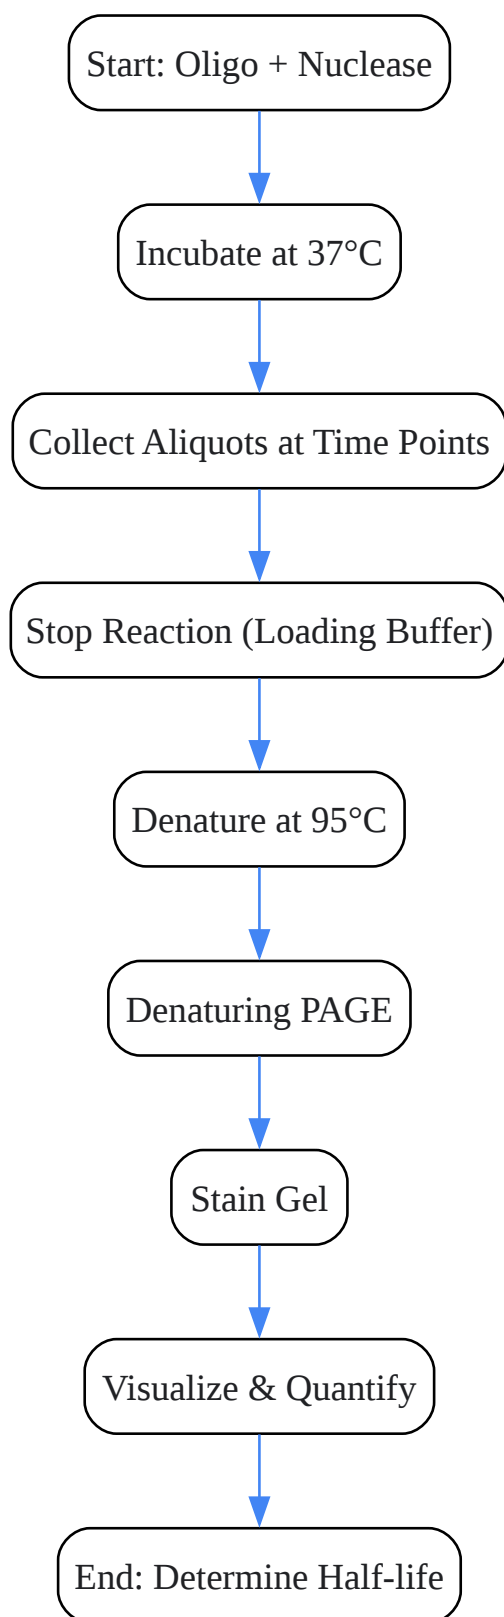 Start: Oligo + Nuclease
Incubate at 37°C
Collect Aliquots at Time Points
Stop Reaction (Loading Buffer)
Denature at 95°C
Denaturing PAGE
Stain Gel
Visualize & Quantify
End: Determine Half-life